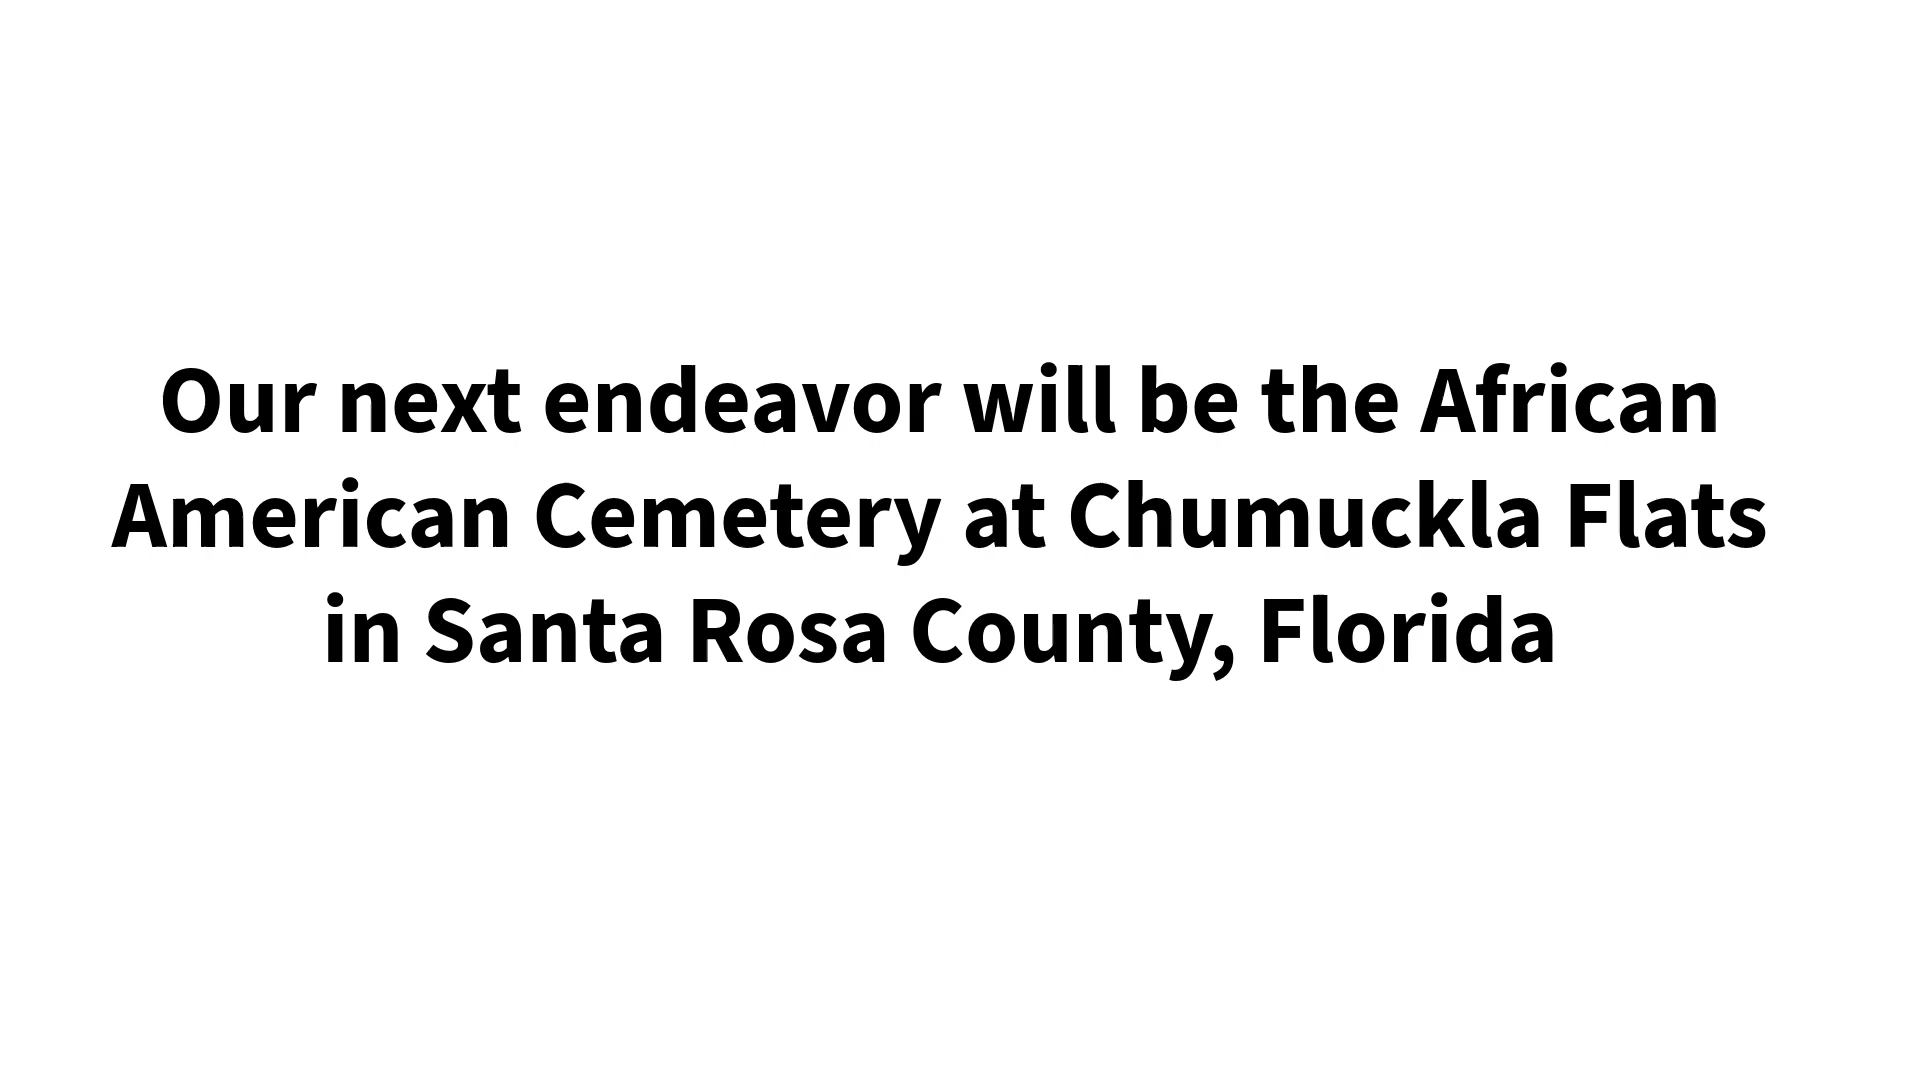 Our next endeavor will be the African
American Cemetery at Chumuckla Flats
in Santa Rosa County, Florida